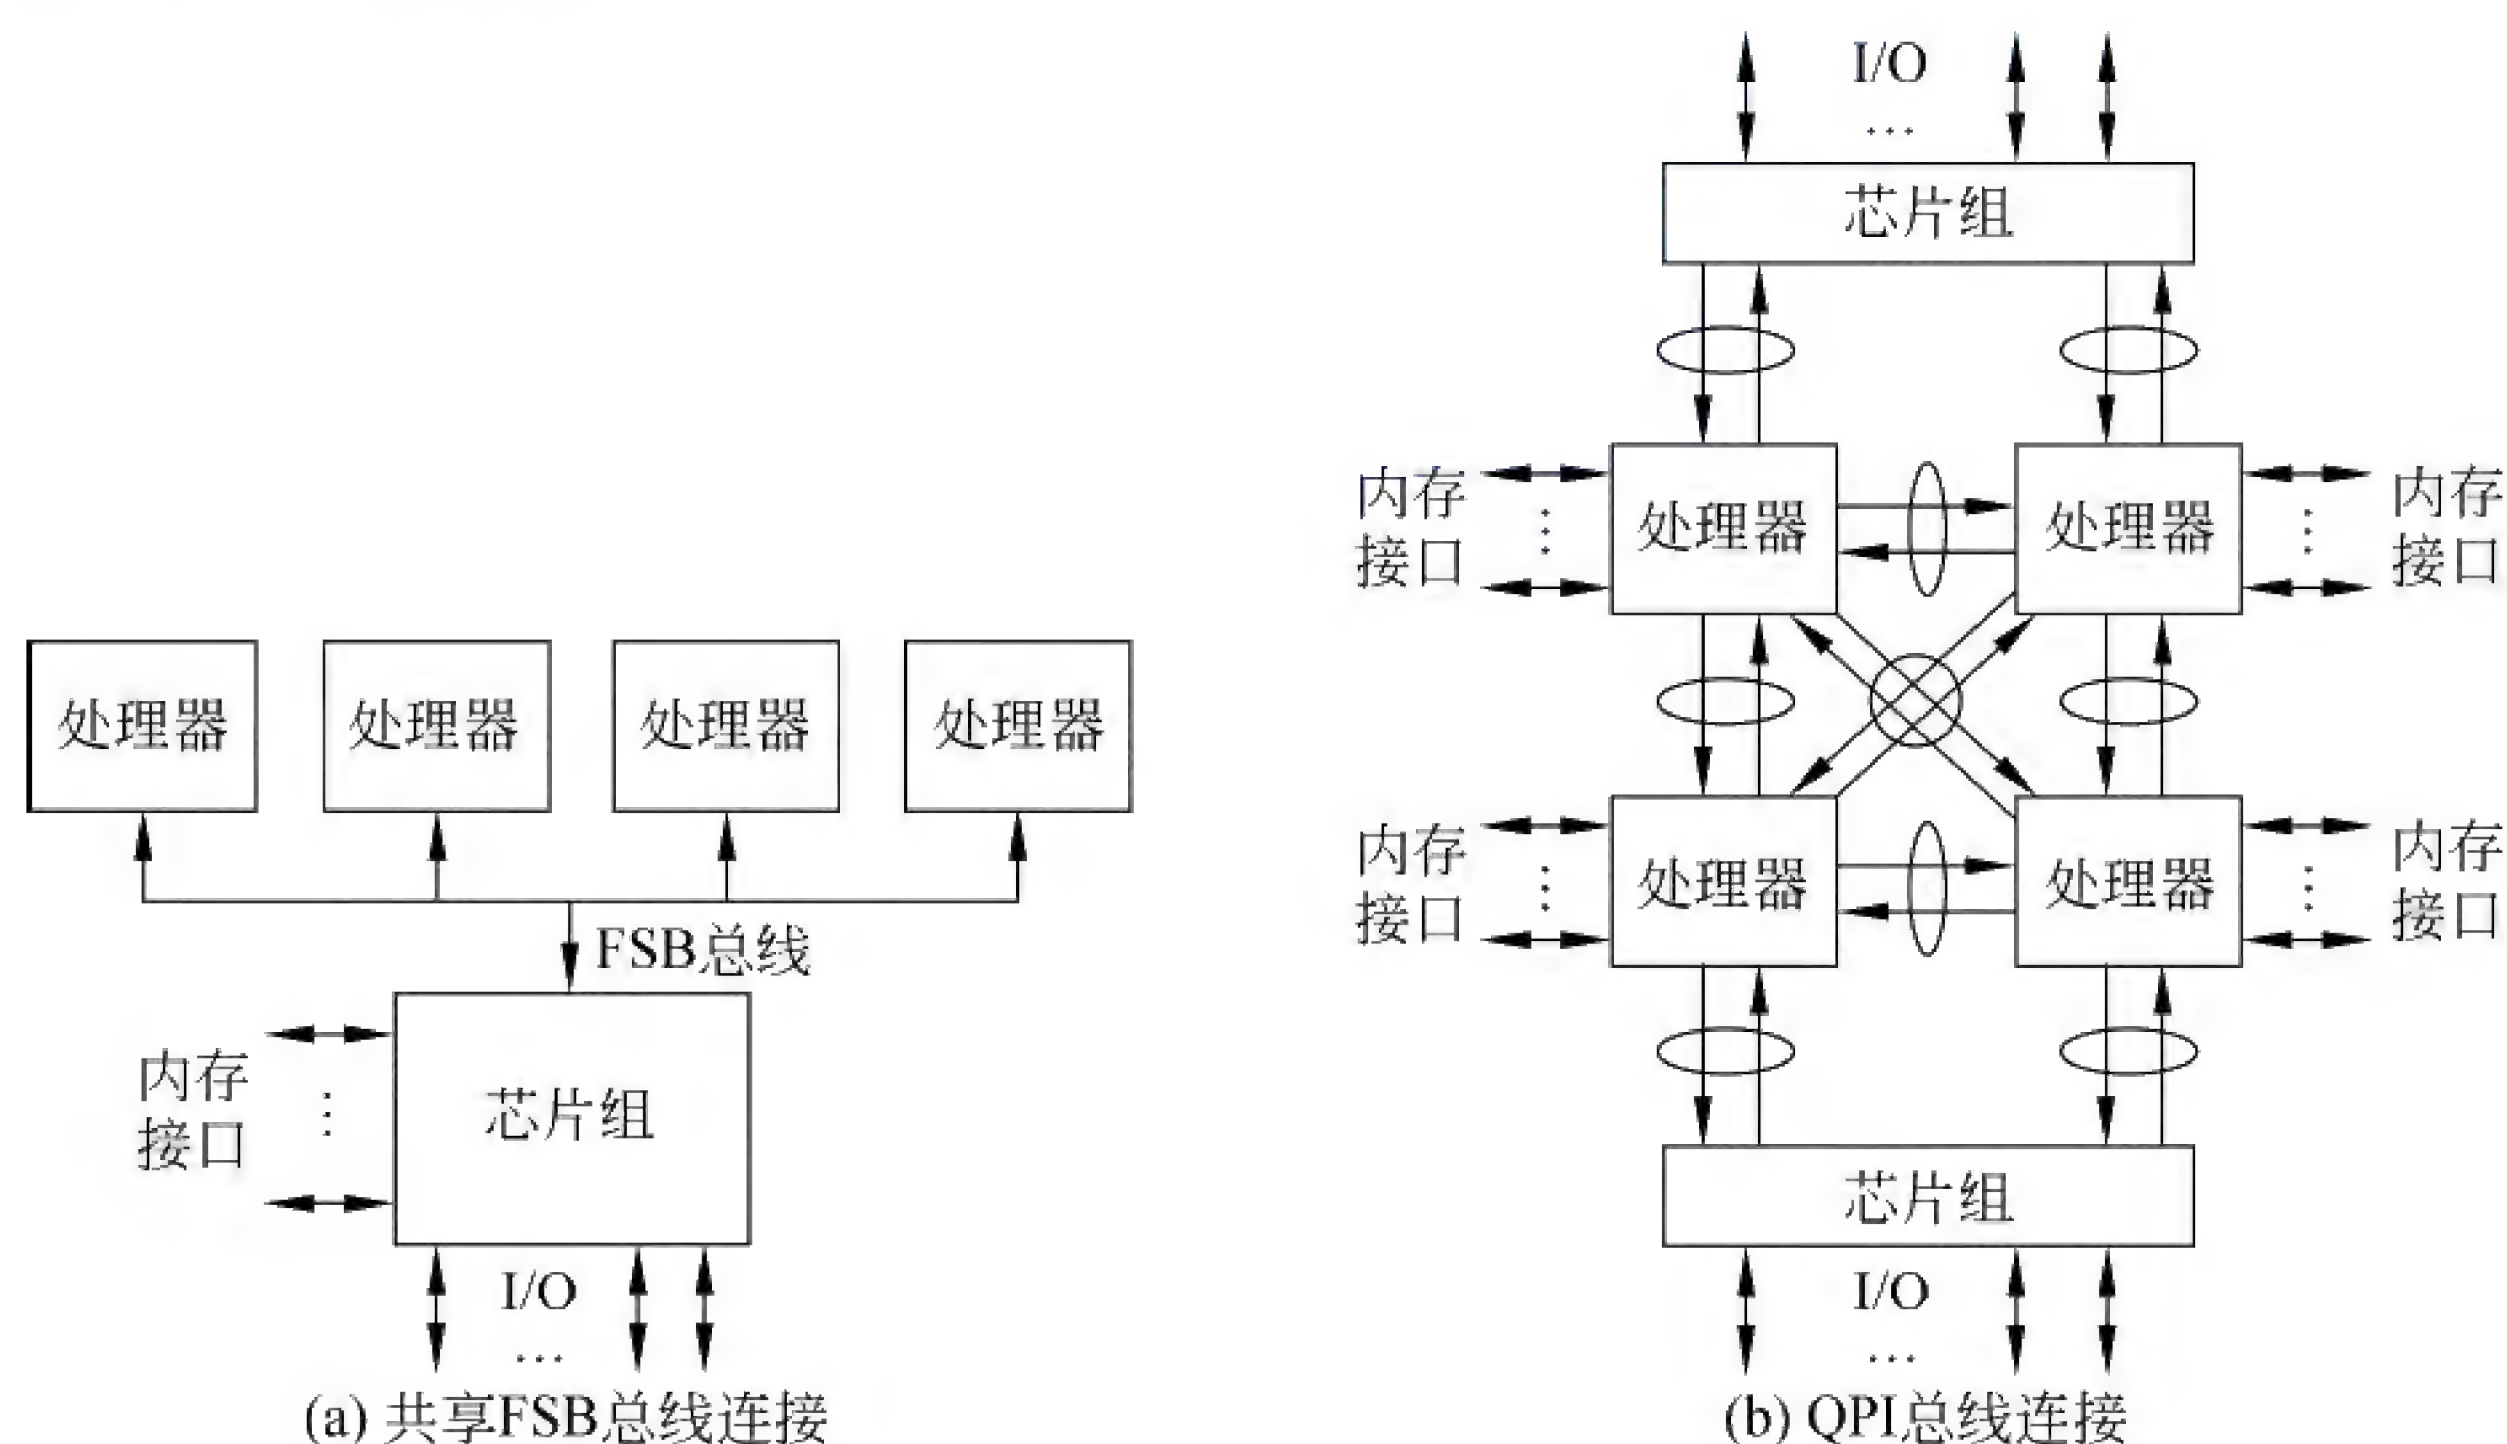 处理器
处理器
处理器
处理器
FSB总线
内存
接口
⋮
芯片组
I/O
…
(a) 共享FSB总线连接
I/O
…
芯片组
内存
接口
⋮
处理器
处理器
内存
接口
⋮
内存
接口
⋮
处理器
处理器
内存
接口
⋮
芯片组
I/O
…
(b) QPI总线连接